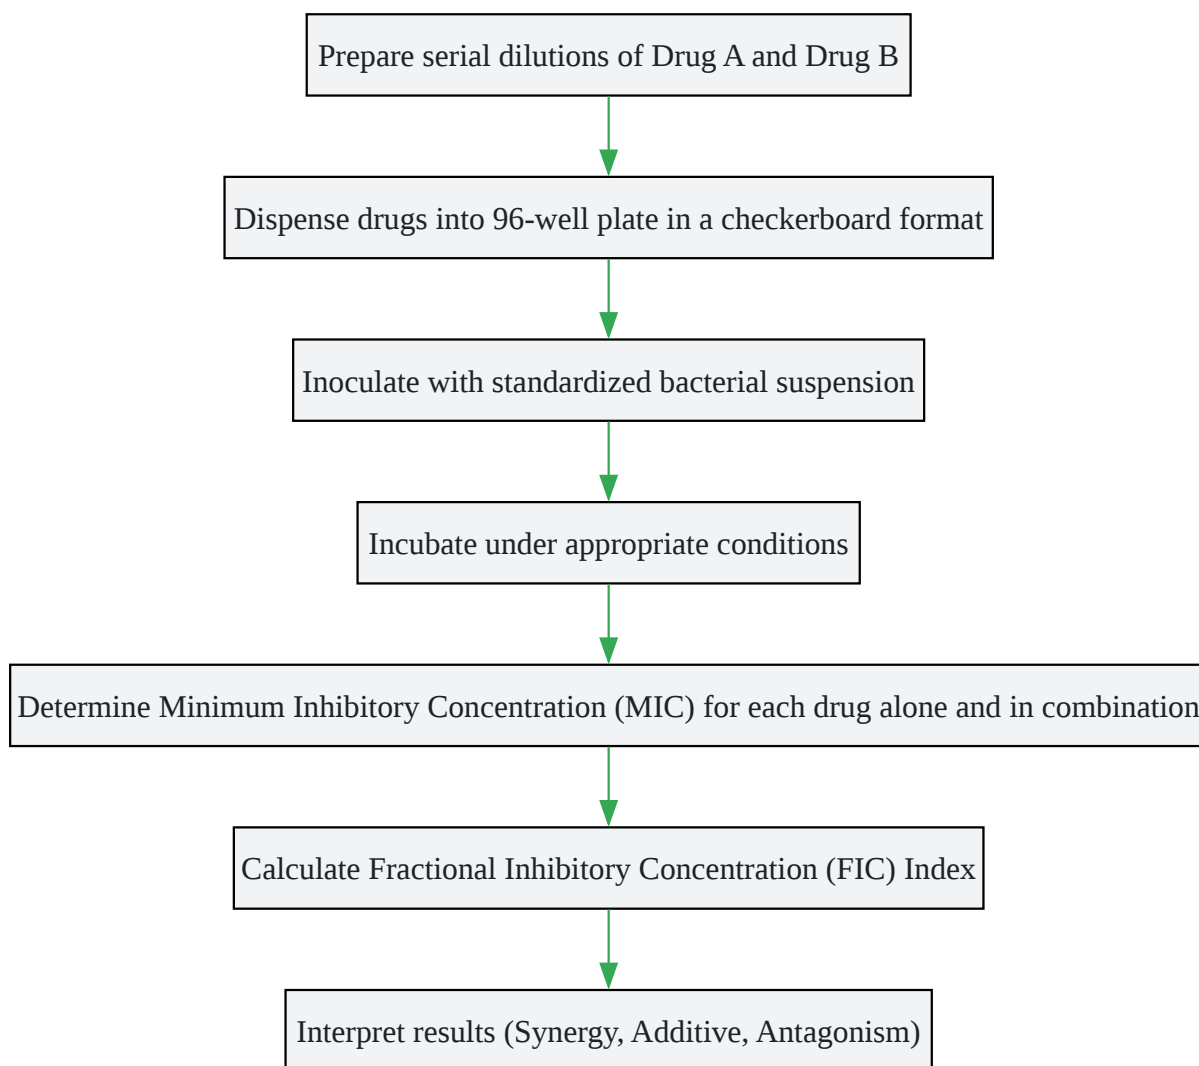 Prepare serial dilutions of Drug A and Drug B
Dispense drugs into 96-well plate in a checkerboard format
Inoculate with standardized bacterial suspension
Incubate under appropriate conditions
Determine Minimum Inhibitory Concentration (MIC) for each drug alone and in combination
Calculate Fractional Inhibitory Concentration (FIC) Index
Interpret results (Synergy, Additive, Antagonism)